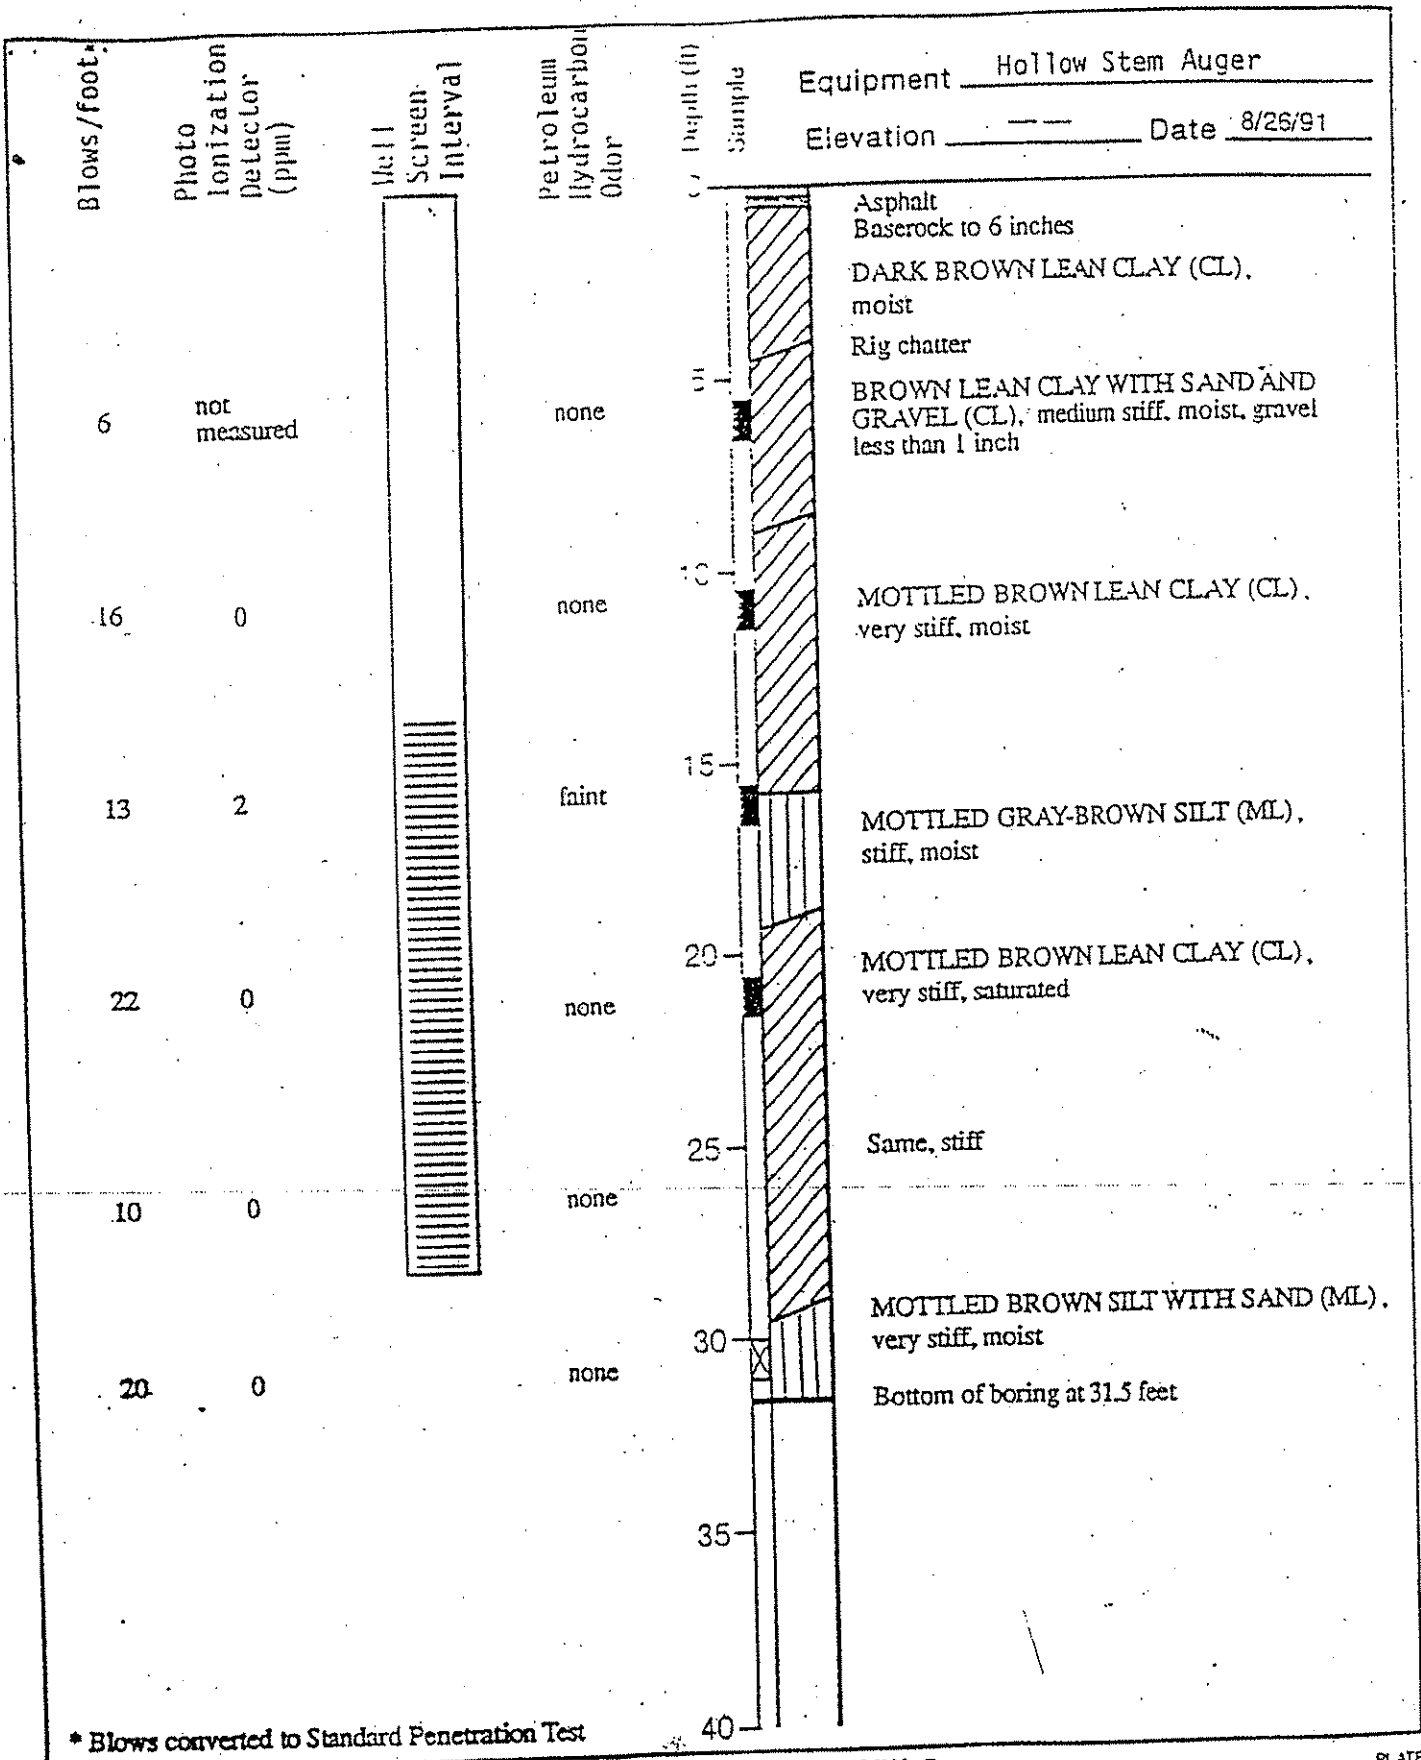 Blows/foot*
Photo
Ionization
Detector
(ppm)
Well
Screen
Interval
Petroleum
Hydrocarbon
Odor
Depth (ft)
Sample
Equipment Hollow Stem Auger
Elevation -- Date 8/26/91
Asphalt
Baserock to 6 inches
DARK BROWN LEAN CLAY (CL),
moist
Rig chatter
5
BROWN LEAN CLAY WITH SAND AND
GRAVEL (CL), medium stiff, moist, gravel
less than 1 inch
6 not
measured none
10
MOTTLED BROWN LEAN CLAY (CL),
very stiff, moist
16 0 none
15
13 2 faint
MOTTLED GRAY-BROWN SILT (ML),
stiff, moist
20
MOTTLED BROWN LEAN CLAY (CL),
very stiff, saturated
22 0 none
25
Same, stiff
10 0 none
MOTTLED BROWN SILT WITH SAND (ML),
very stiff, moist
30
20 0 none
Bottom of boring at 31.5 feet
35
40
* Blows converted to Standard Penetration Test